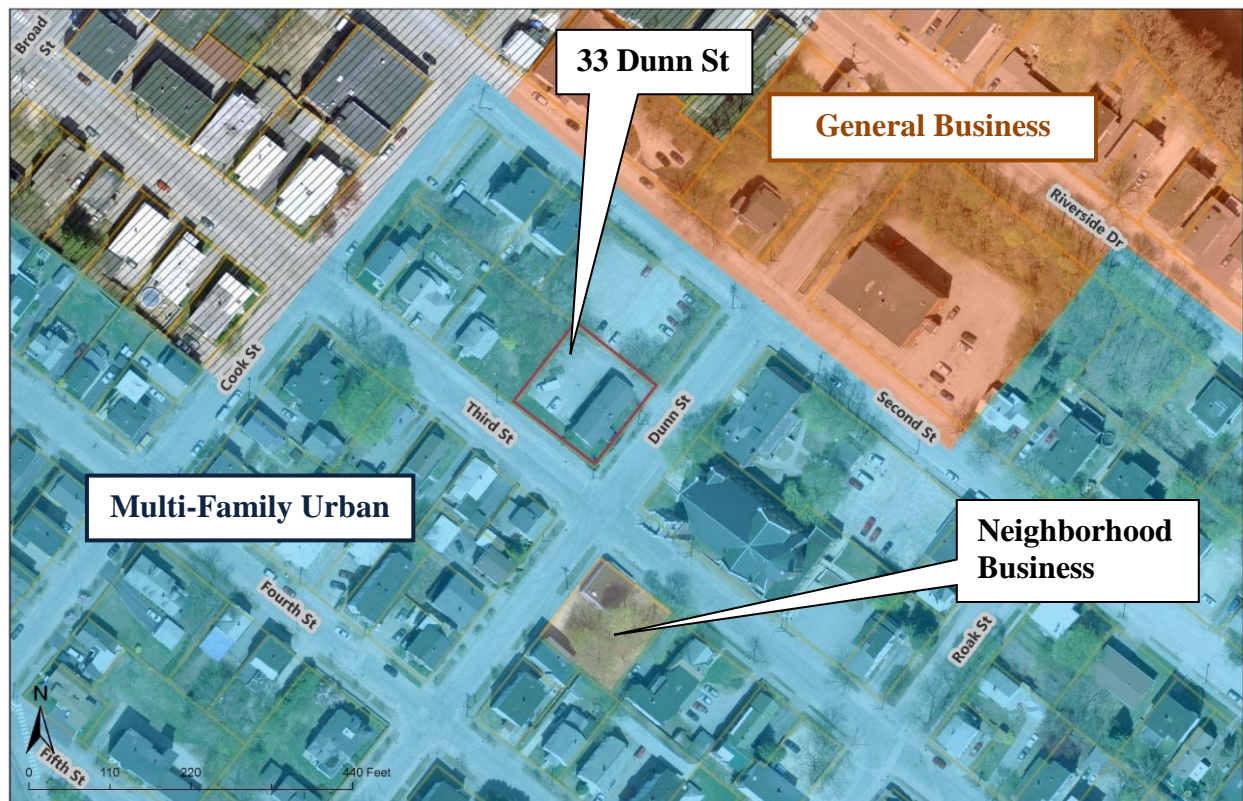 Broad
St
33 Dunn St
General Business
Riverside Dr
Cook St
Third St
Dunn St
Second St
Multi-Family Urban
Neighborhood
Business
Fourth St
Roak St
N
Fifth St
0 110 220 440 Feet